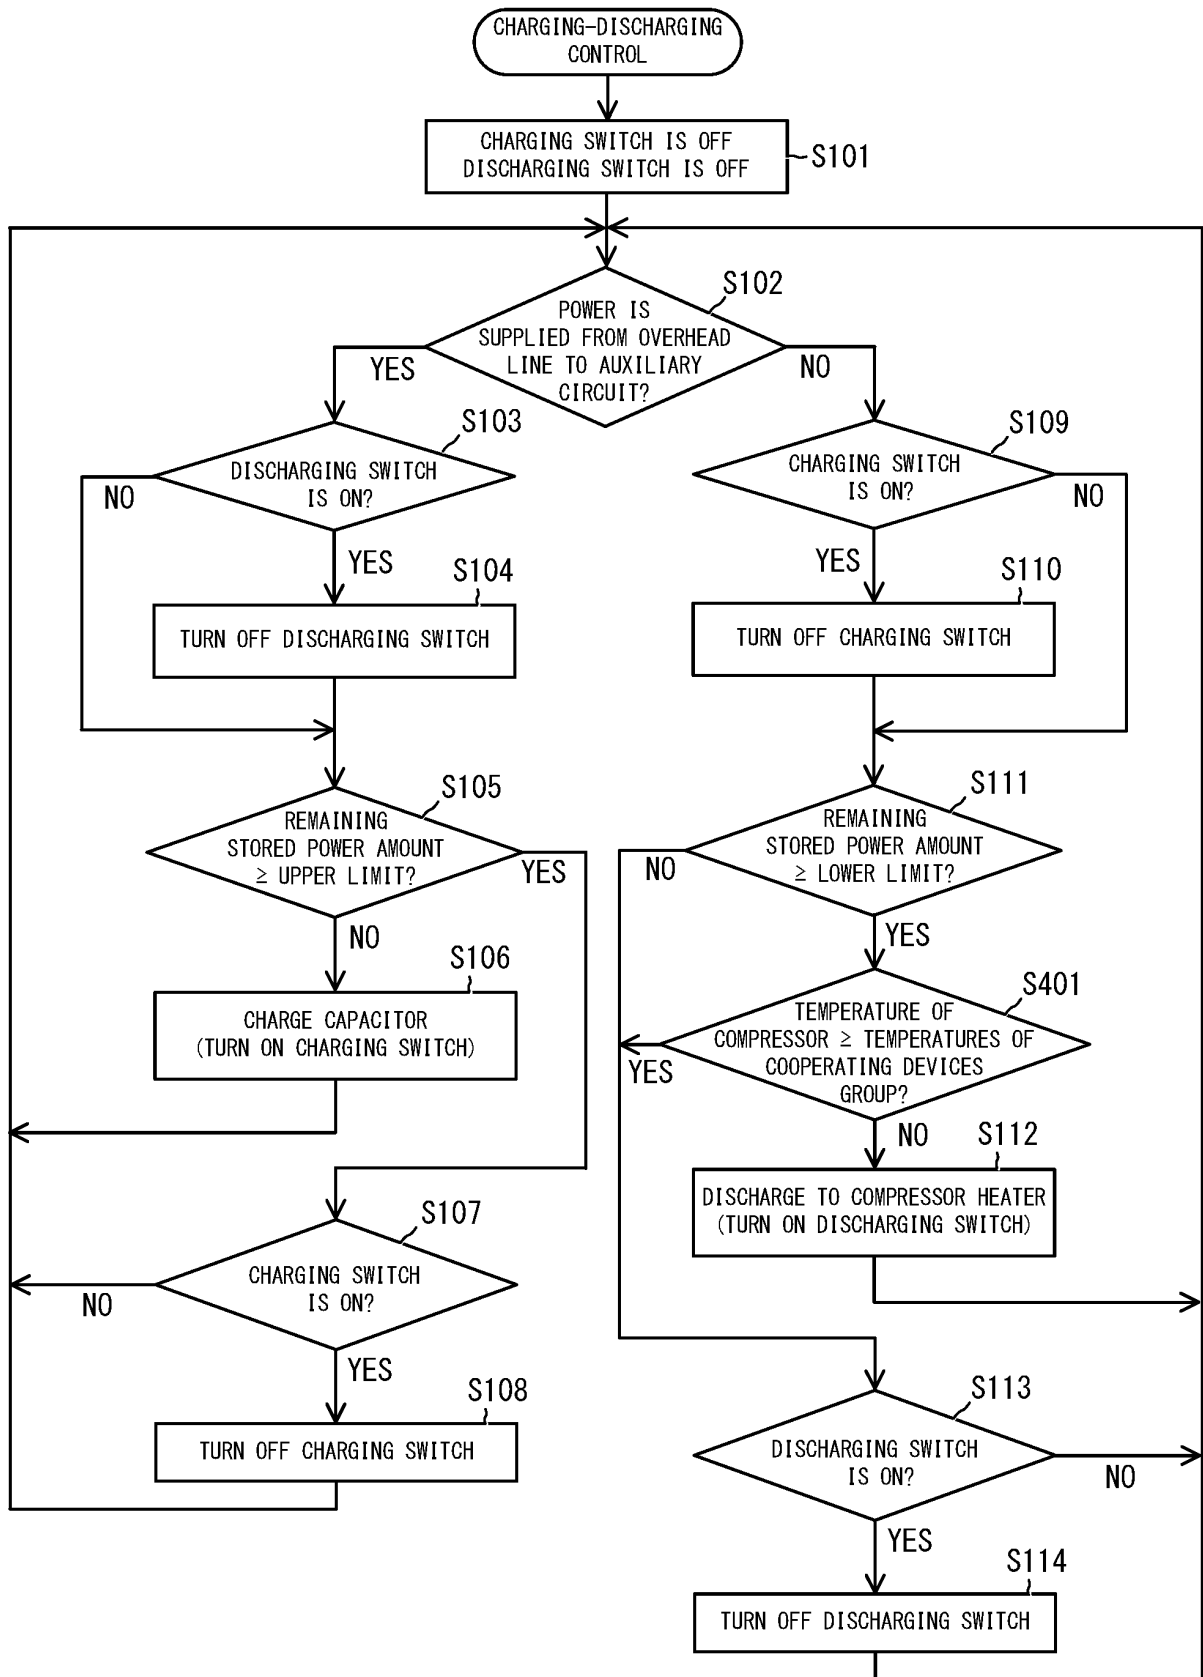 CHARGING-DISCHARGING
CONTROL
CHARGING SWITCH IS OFF
DISCHARGING SWITCH IS OFF
S101
S102
POWER IS
SUPPLIED FROM OVERHEAD
LINE TO AUXILIARY
CIRCUIT?
YES
NO
S103
DISCHARGING SWITCH
IS ON?
NO
YES
S104
TURN OFF DISCHARGING SWITCH
S105
REMAINING
STORED POWER AMOUNT
≥ UPPER LIMIT?
YES
NO
S106
CHARGE CAPACITOR
(TURN ON CHARGING SWITCH)
S107
CHARGING SWITCH
IS ON?
NO
YES
S108
TURN OFF CHARGING SWITCH
S109
CHARGING SWITCH
IS ON?
NO
YES
S110
TURN OFF CHARGING SWITCH
S111
REMAINING
STORED POWER AMOUNT
≥ LOWER LIMIT?
NO
YES
S401
TEMPERATURE OF
COMPRESSOR ≥ TEMPERATURES OF
COOPERATING DEVICES
GROUP?
YES
NO
S112
DISCHARGE TO COMPRESSOR HEATER
(TURN ON DISCHARGING SWITCH)
S113
DISCHARGING SWITCH
IS ON?
NO
YES
S114
TURN OFF DISCHARGING SWITCH